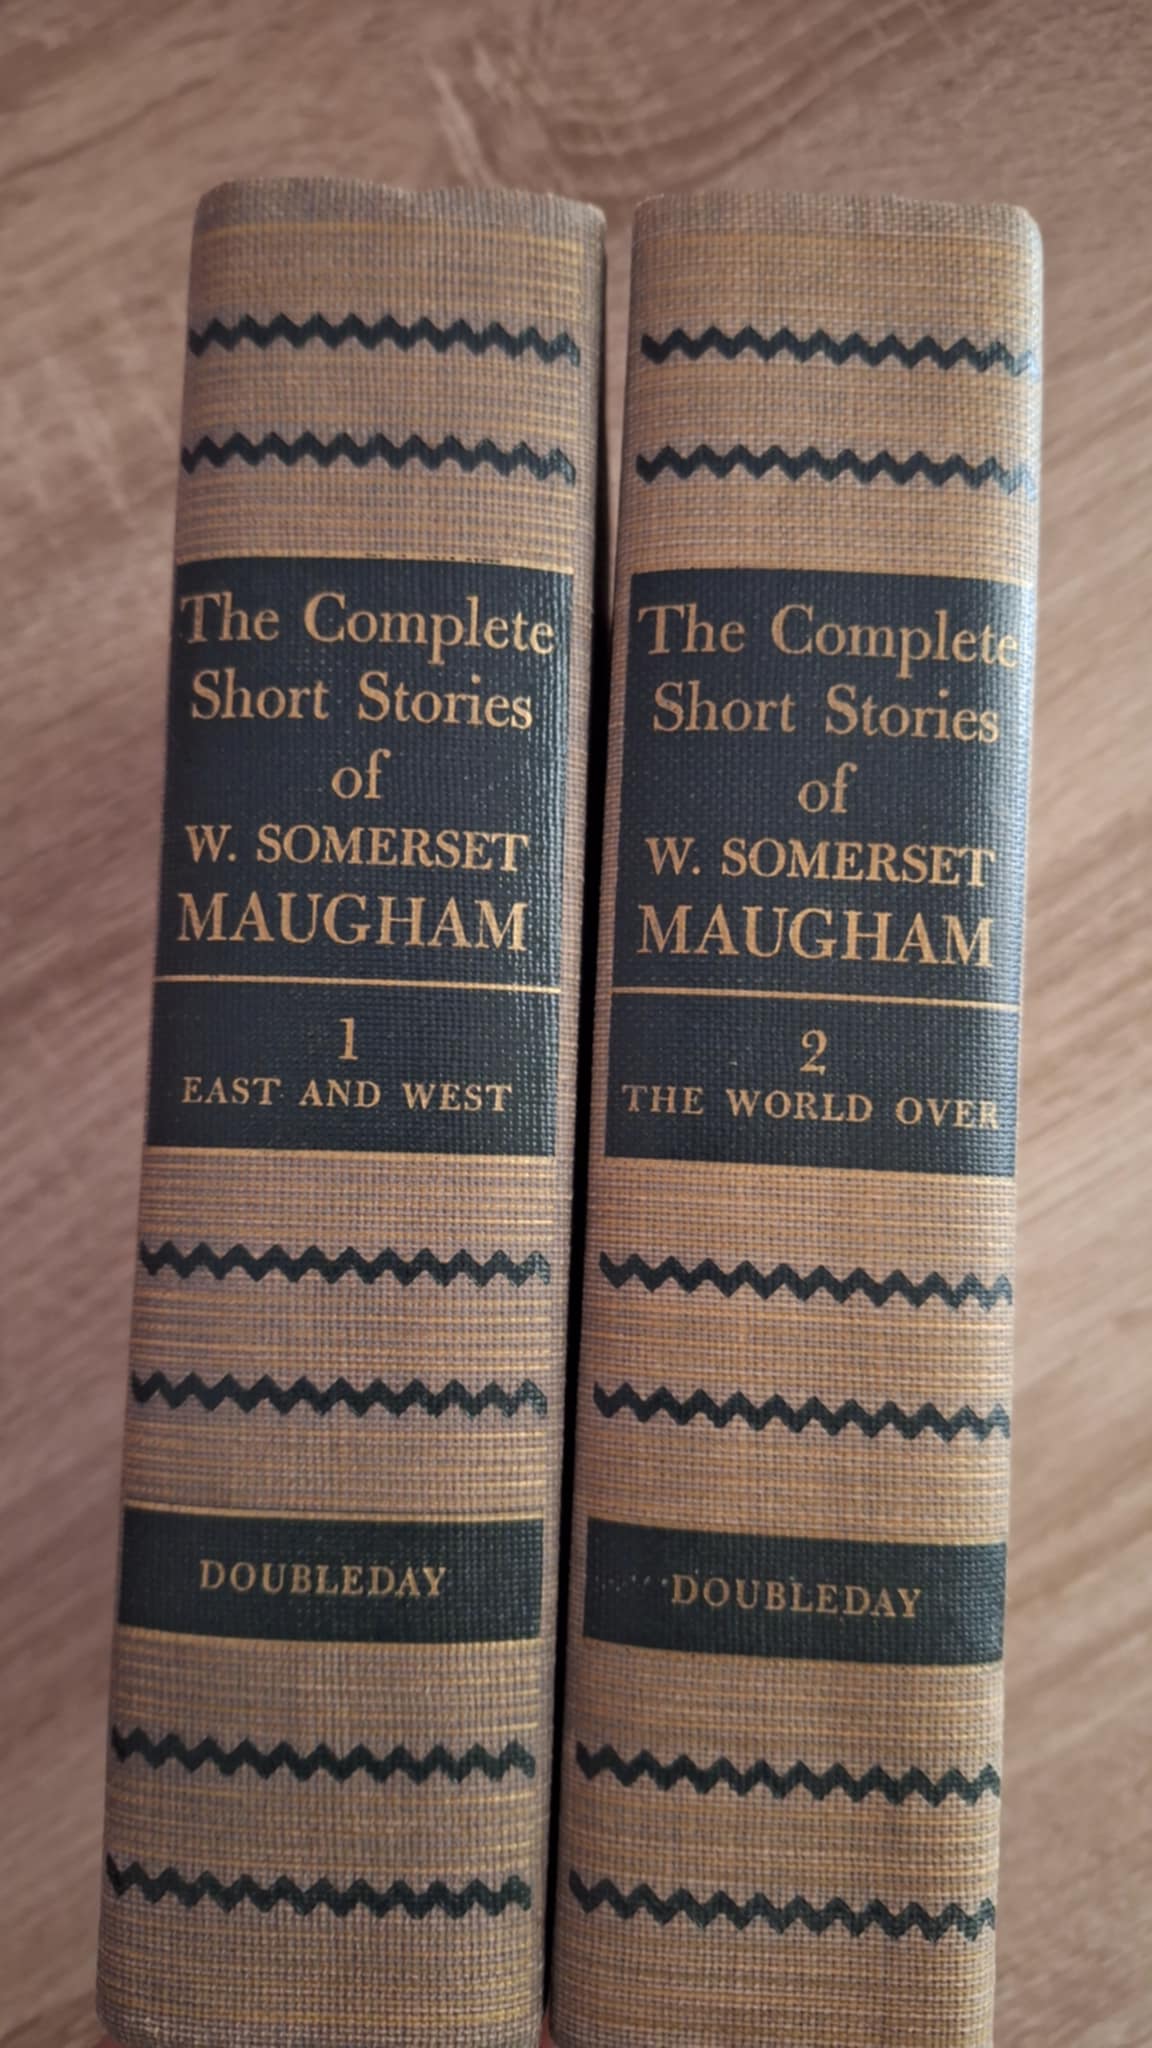 The Complete
Short Stories
of
W. SOMERSET
MAUGHAM
1
EAST AND WEST
DOUBLEDAY
The Complete
Short Stories
of
W. SOMERSET
MAUGHAM
2
THE WORLD OVER
DOUBLEDAY